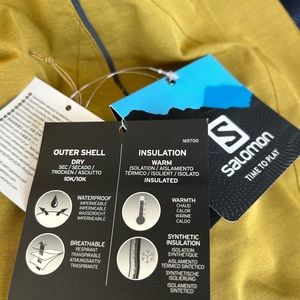 salomon
TIME TO PLAY
165700
OUTER SHELL
DRY
SEC / SECADO /
TROCKEN / ASCIUTTO
10K/10K
WATERPROOF
IMPERMÉABLE
IMPERMEABLE
WASSERDICHT
IMPERMEABILE
BREATHABLE
RESPIRANT
TRANSPIRABLE
ATMUNGSAKTIV
TRASPIRANTE
INSULATION
WARM
ISOLATION / AISLAMIENTO
TÉRMICO / ISOLIERT / ISOLATO
INSULATED
WARMTH
CHAUD
CALOR
WÄRME
CALDO
SYNTHETIC
INSULATION
ISOLATION
SYNTHÉTIQUE
AISLAMIENTO
TÉRMICO SINTÉTICO
SYNTHETISCHE
ISOLIERUNG
ISOLAMENTO